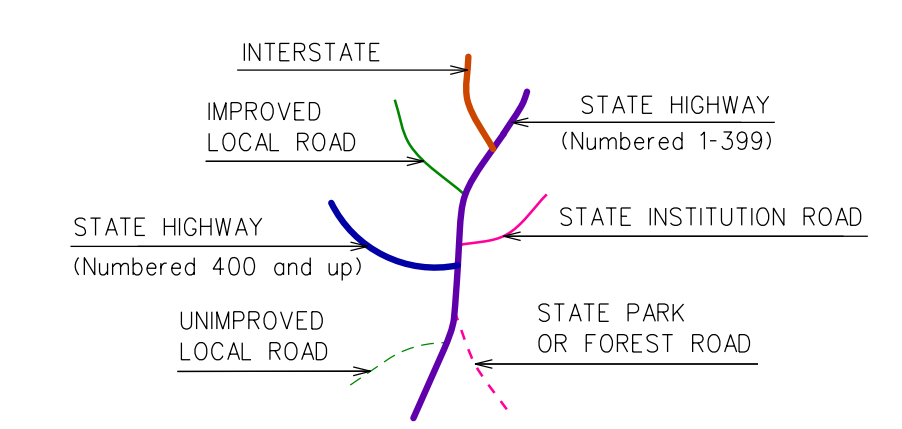 INTERSTATE
IMPROVED
LOCAL ROAD
STATE HIGHWAY
(Numbered 1-399)
STATE HIGHWAY
(Numbered 400 and up)
STATE INSTITUTION ROAD
UNIMPROVED
LOCAL ROAD
STATE PARK
OR FOREST ROAD